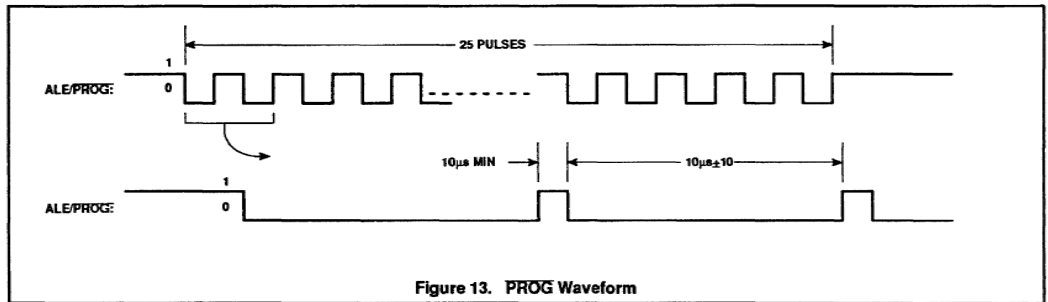 25 PULSES
1
ALE/PROG:
0
10μs MIN
10μs±10
1
ALE/PROG:
0
Figure 13. PROG Waveform